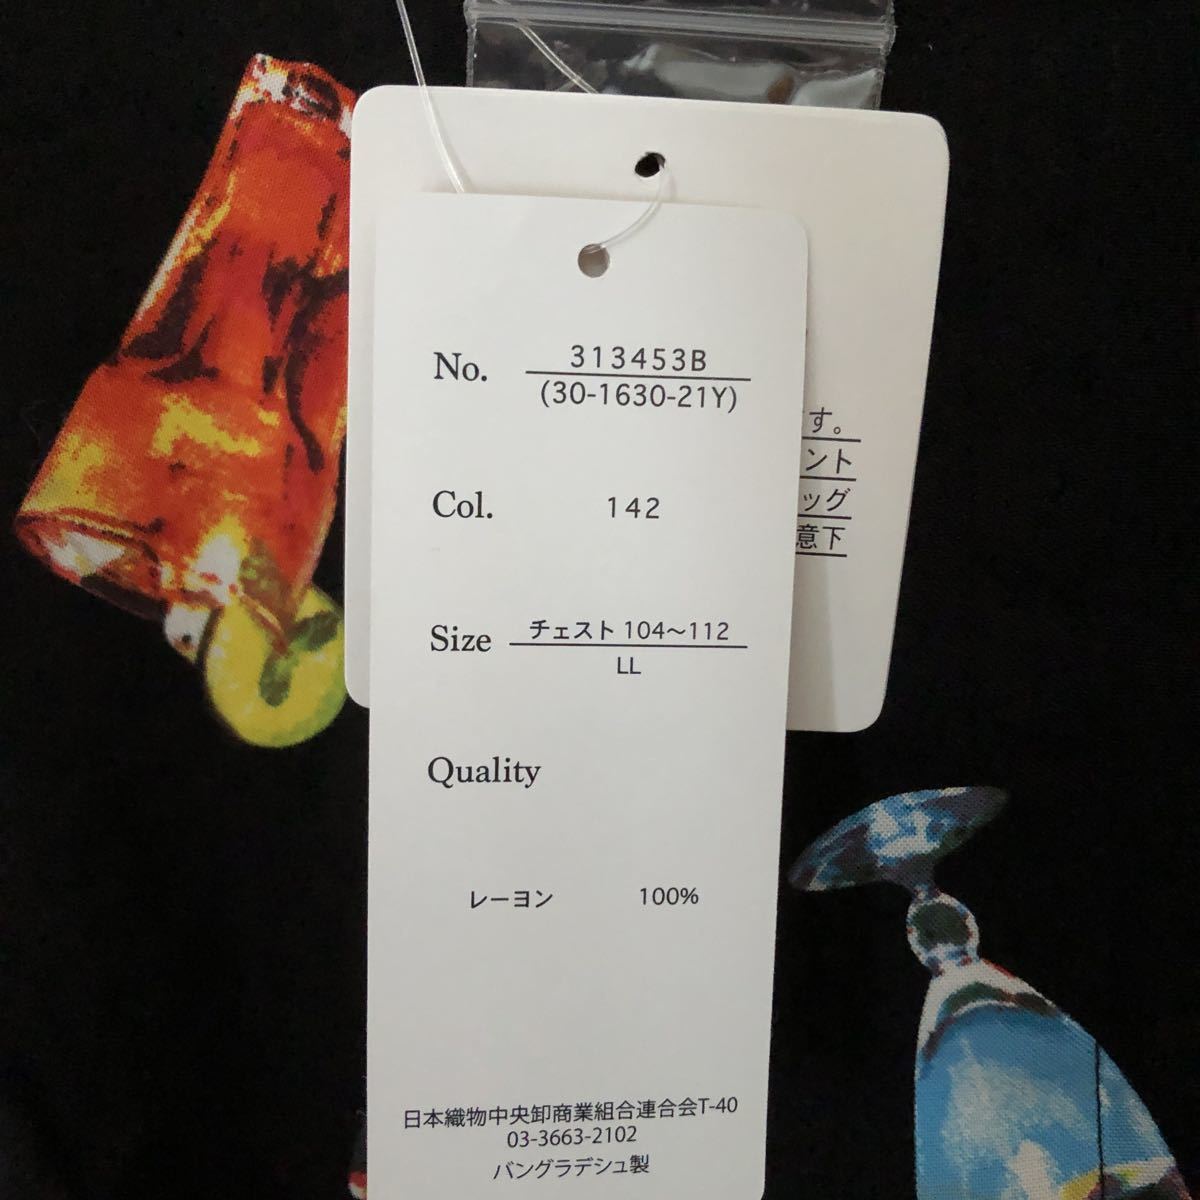 No. 313453B
(30-1630-21Y)
Col. 142
Size チェスト 104～112
LL
Quality
レーヨン 100%
日本織物中央卸商業組合連合会T-40
03-3663-2102
バングラデシュ製
す。
ント
ッグ
意下